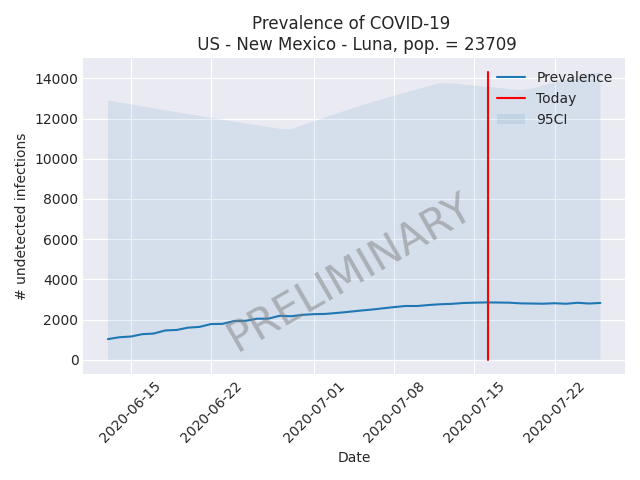 Prevalence of COVID-19
US - New Mexico - Luna, pop. = 23709
# undetected infections
14000
12000
10000
8000
6000
4000
2000
0
Prevalence
Today
95CI
PRELIMINARY
2020-06-15
2020-06-22
2020-07-01
2020-07-08
2020-07-15
2020-07-22
Date